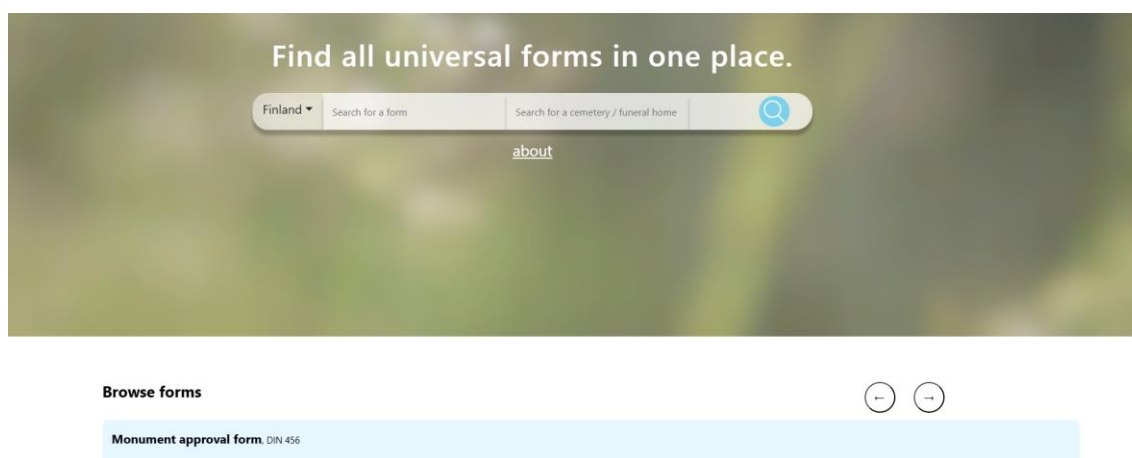 Find all universal forms in one place.
Finland Search for a form Search for a cemetery / funeral home
about
Browse forms ← →
Monument approval form, DIN 456